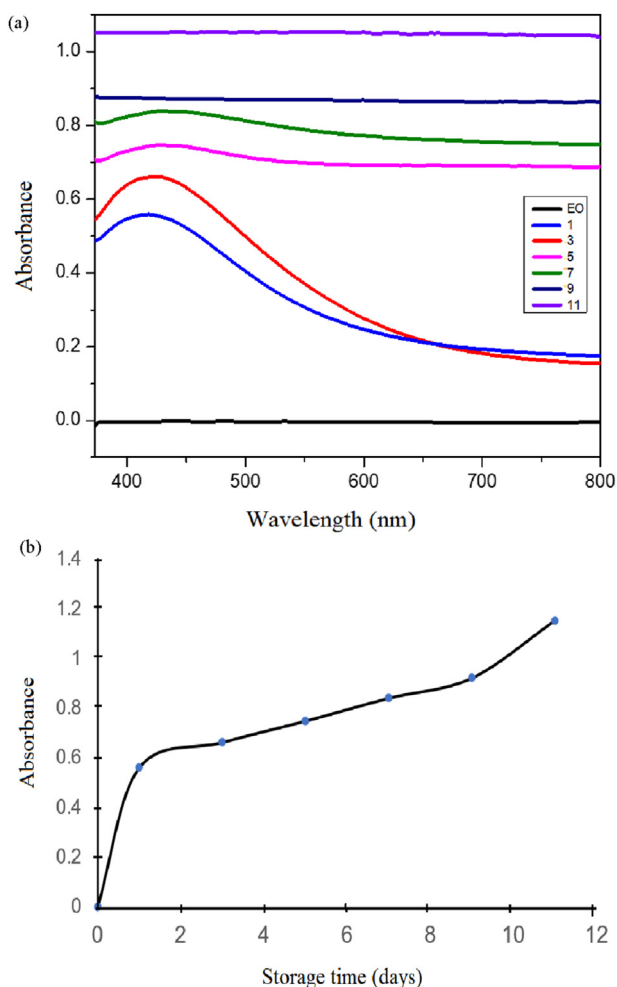 (a)
1.0
0.8
0.6
0.4
0.2
0.0
Absorbance
EO
1
3
5
7
9
11
400 500 600 700 800
Wavelength (nm)
(b)
1.4
1.2
1
0.8
0.6
0.4
0.2
0
Absorbance
0 2 4 6 8 10 12
Storage time (days)